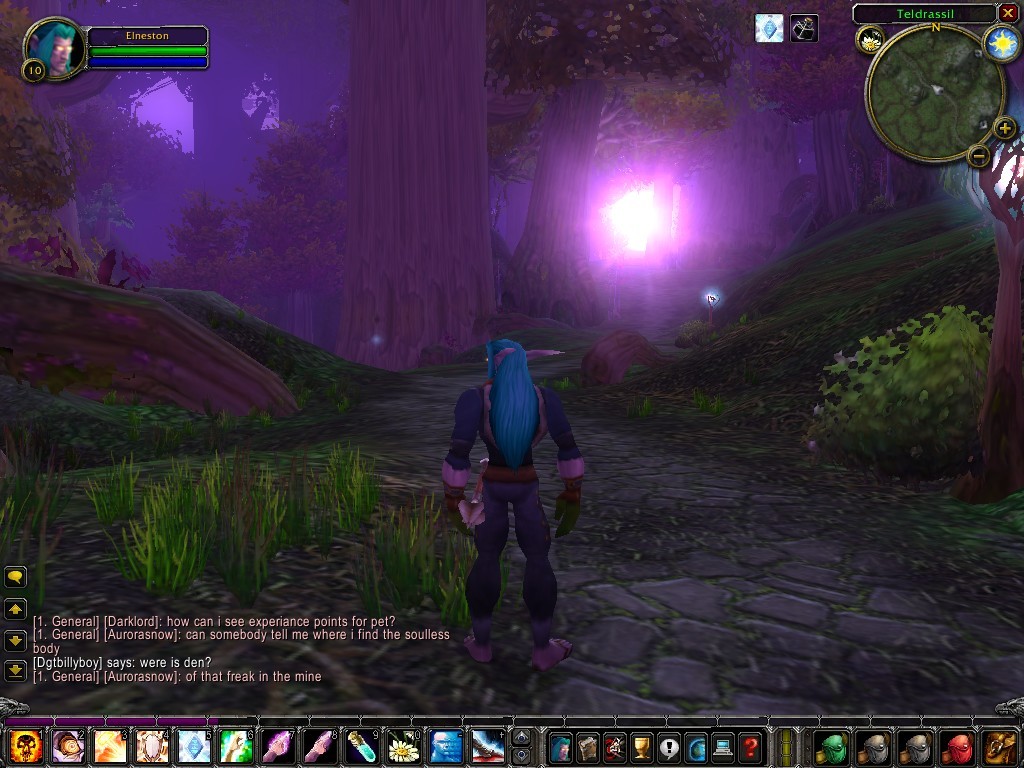 Elneston
Teldrassil
N
10
[1. General] [Darklord]: how can i see experiance points for pet?
[1. General] [Aurorasnow]: can somebody tell me where i find the soulless
body
[Dgtbillyboy] says: were is den?
[1. General] [Aurorasnow]: of that freak in the mine